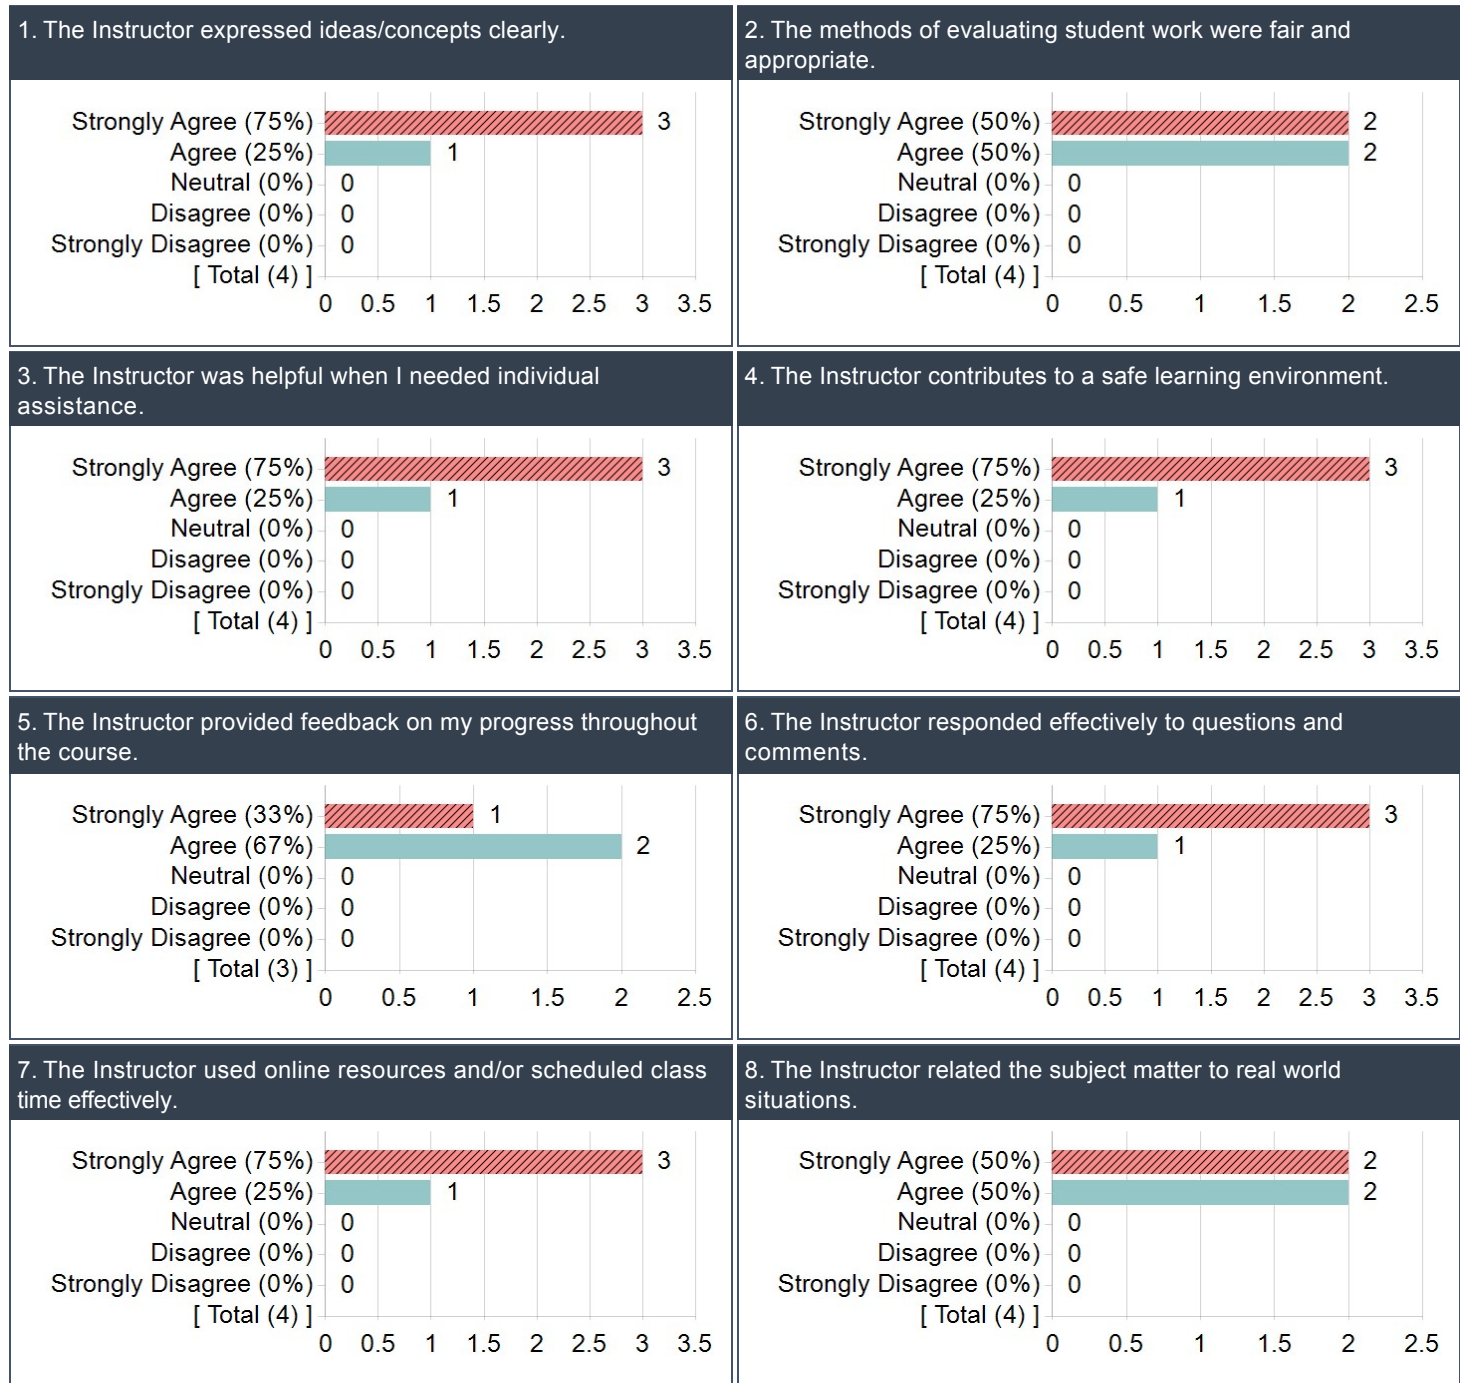 1. The Instructor expressed ideas/concepts clearly.
Strongly Agree (75%) 3
Agree (25%) 1
Neutral (0%) 0
Disagree (0%) 0
Strongly Disagree (0%) 0
[ Total (4) ]
0 0.5 1 1.5 2 2.5 3 3.5
2. The methods of evaluating student work were fair and
appropriate.
Strongly Agree (50%) 2
Agree (50%) 2
Neutral (0%) 0
Disagree (0%) 0
Strongly Disagree (0%) 0
[ Total (4) ]
0 0.5 1 1.5 2 2.5
3. The Instructor was helpful when I needed individual
assistance.
Strongly Agree (75%) 3
Agree (25%) 1
Neutral (0%) 0
Disagree (0%) 0
Strongly Disagree (0%) 0
[ Total (4) ]
0 0.5 1 1.5 2 2.5 3 3.5
4. The Instructor contributes to a safe learning environment.
Strongly Agree (75%) 3
Agree (25%) 1
Neutral (0%) 0
Disagree (0%) 0
Strongly Disagree (0%) 0
[ Total (4) ]
0 0.5 1 1.5 2 2.5 3 3.5
5. The Instructor provided feedback on my progress throughout
the course.
Strongly Agree (33%) 1
Agree (67%) 2
Neutral (0%) 0
Disagree (0%) 0
Strongly Disagree (0%) 0
[ Total (3) ]
0 0.5 1 1.5 2 2.5
6. The Instructor responded effectively to questions and
comments.
Strongly Agree (75%) 3
Agree (25%) 1
Neutral (0%) 0
Disagree (0%) 0
Strongly Disagree (0%) 0
[ Total (4) ]
0 0.5 1 1.5 2 2.5 3 3.5
7. The Instructor used online resources and/or scheduled class
time effectively.
Strongly Agree (75%) 3
Agree (25%) 1
Neutral (0%) 0
Disagree (0%) 0
Strongly Disagree (0%) 0
[ Total (4) ]
0 0.5 1 1.5 2 2.5 3 3.5
8. The Instructor related the subject matter to real world
situations.
Strongly Agree (50%) 2
Agree (50%) 2
Neutral (0%) 0
Disagree (0%) 0
Strongly Disagree (0%) 0
[ Total (4) ]
0 0.5 1 1.5 2 2.5